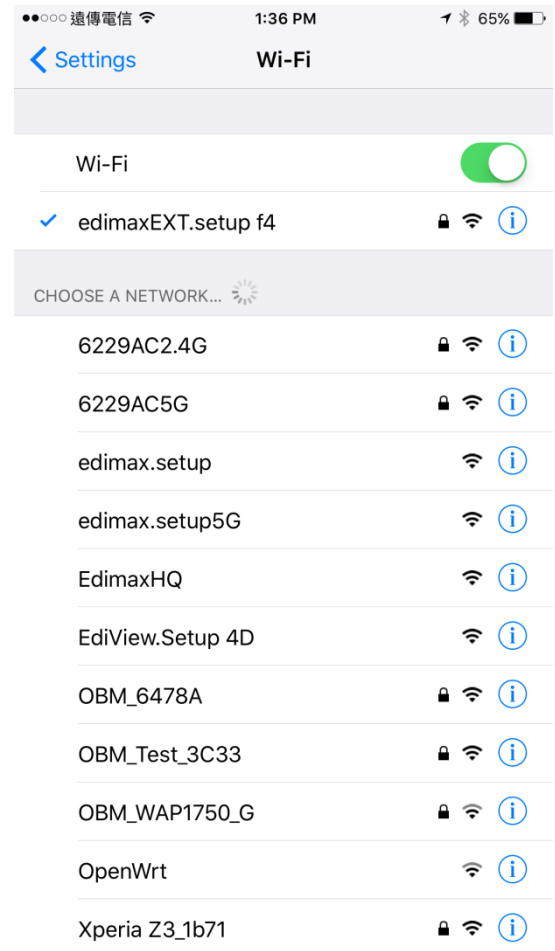 遠傳電信 1:36 PM 65%
Settings Wi-Fi
Wi-Fi
edimaxEXT.setup f4
CHOOSE A NETWORK...
6229AC2.4G
6229AC5G
edimax.setup
edimax.setup5G
EdimaxHQ
EdiView.Setup 4D
OBM_6478A
OBM_Test_3C33
OBM_WAP1750_G
OpenWrt
Xperia Z3_1b71